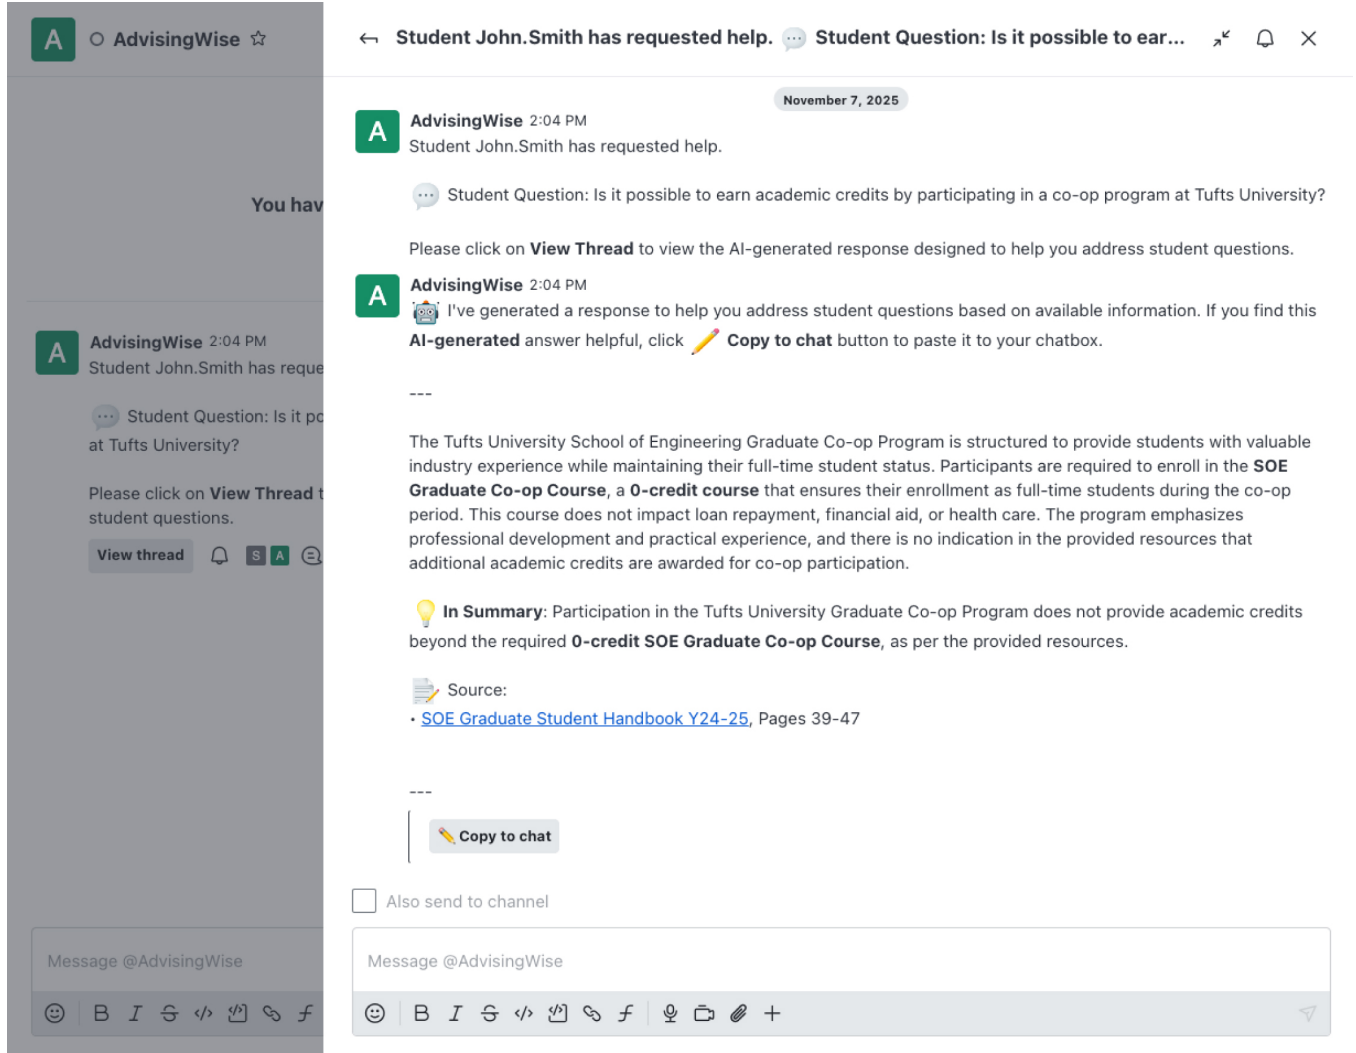 A AdvisingWise
Student John.Smith has requested help. Student Question: Is it possible to ear...
You hav
A AdvisingWise 2:04 PM
Student John.Smith has reque
Student Question: Is it po
at Tufts University?
Please click on View Thread t
student questions.
View thread S A
Message @AdvisingWise
November 7, 2025
A AdvisingWise 2:04 PM
Student John.Smith has requested help.
Student Question: Is it possible to earn academic credits by participating in a co-op program at Tufts University?
Please click on View Thread to view the AI-generated response designed to help you address student questions.
A AdvisingWise 2:04 PM
I've generated a response to help you address student questions based on available information. If you find this
AI-generated answer helpful, click Copy to chat button to paste it to your chatbox.
---
The Tufts University School of Engineering Graduate Co-op Program is structured to provide students with valuable
industry experience while maintaining their full-time student status. Participants are required to enroll in the SOE
Graduate Co-op Course, a 0-credit course that ensures their enrollment as full-time students during the co-op
period. This course does not impact loan repayment, financial aid, or health care. The program emphasizes
professional development and practical experience, and there is no indication in the provided resources that
additional academic credits are awarded for co-op participation.
In Summary: Participation in the Tufts University Graduate Co-op Program does not provide academic credits
beyond the required 0-credit SOE Graduate Co-op Course, as per the provided resources.
Source:
• SOE Graduate Student Handbook Y24-25, Pages 39-47
---
Copy to chat
Also send to channel
Message @AdvisingWise